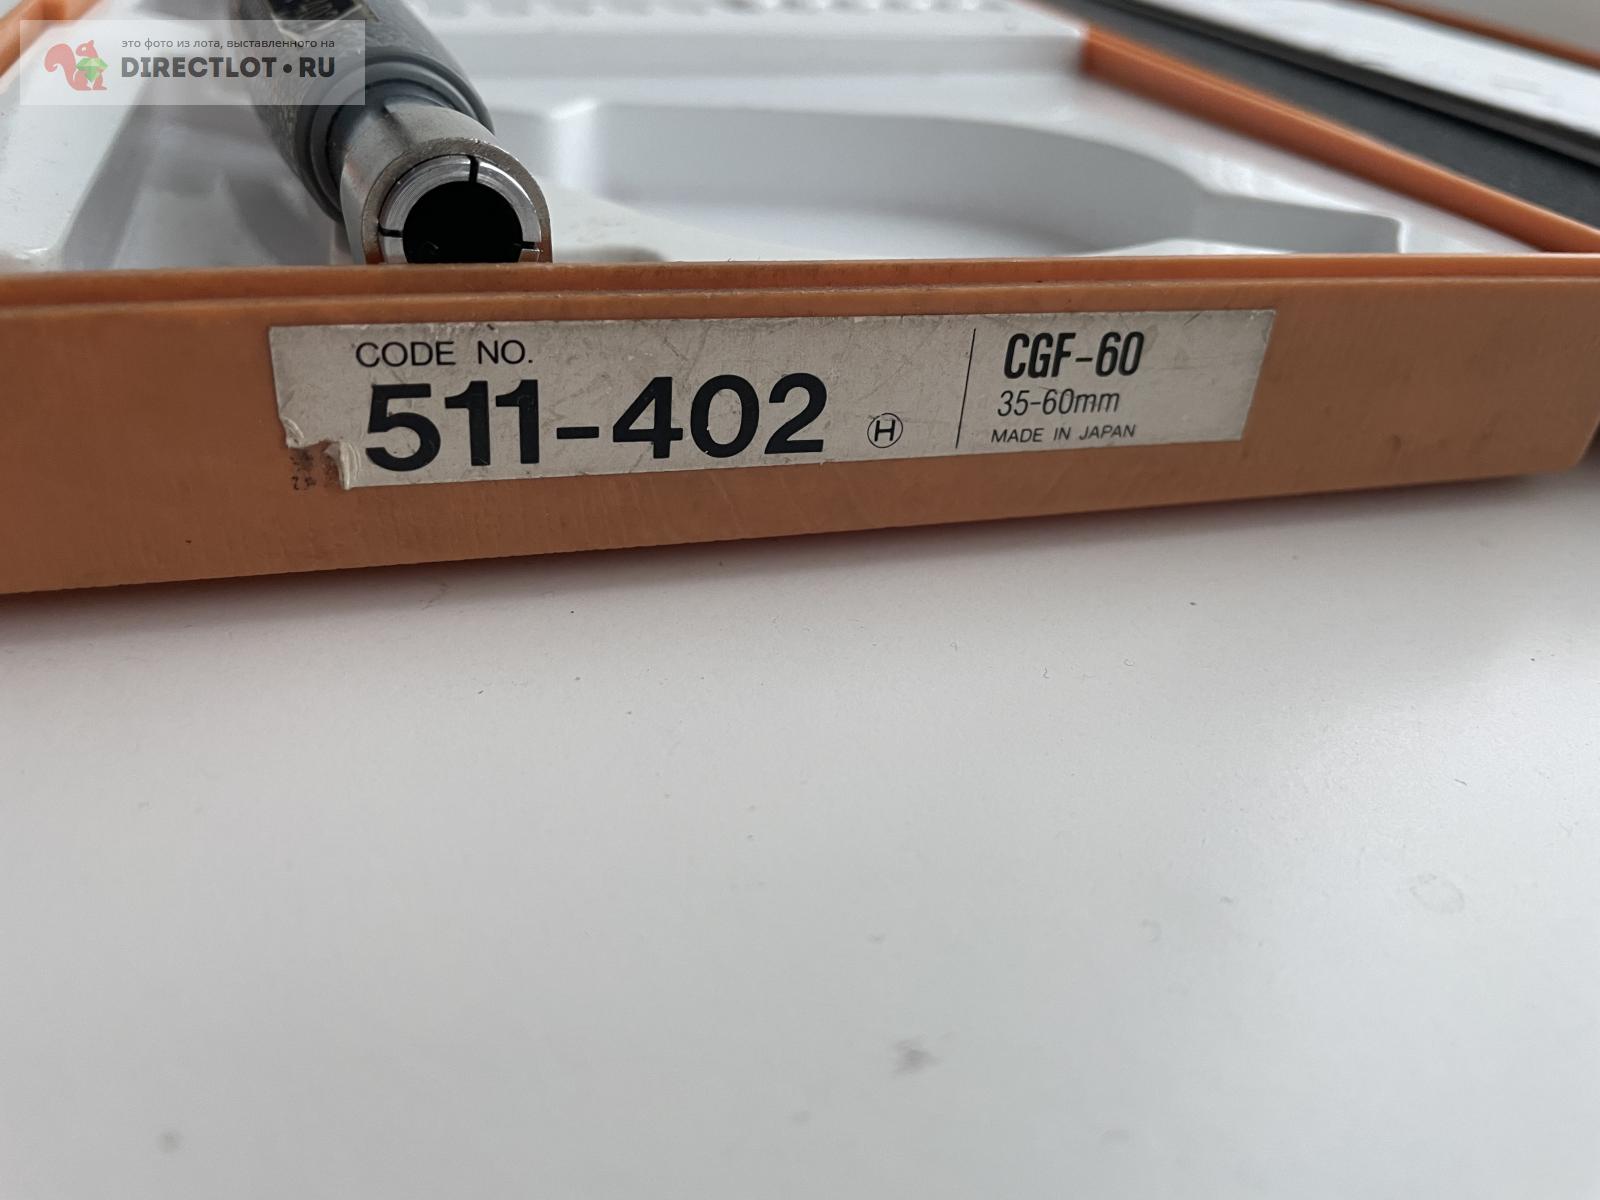 это фото из лота, выставленного на
DIRECTLOT•RU
CODE NO.
511-402 H
CGF-60
35-60mm
MADE IN JAPAN